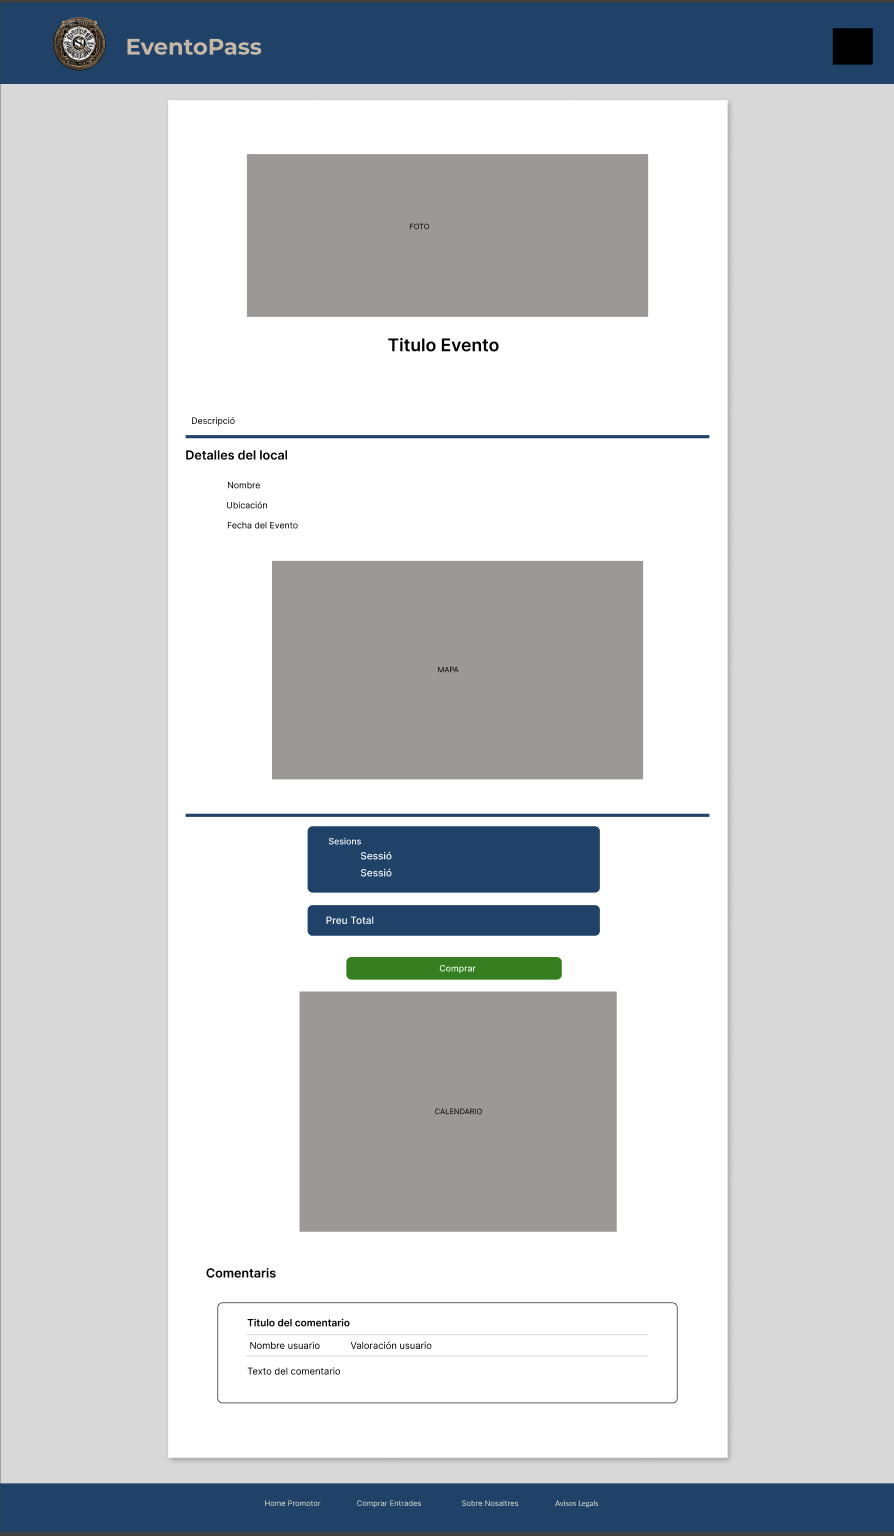 EventoPass
FOTO
Titulo Evento
Descripció
Detalles del local
Nombre
Ubicación
Fecha del Evento
MAPA
Sesions
Sessió
Sessió
Preu Total
Comprar
CALENDARIO
Comentaris
Titulo del comentario
Nombre usuario Valoración usuario
Texto del comentario
Home Promotor Comprar Entrades Sobre Nosaltres Avisos Legals